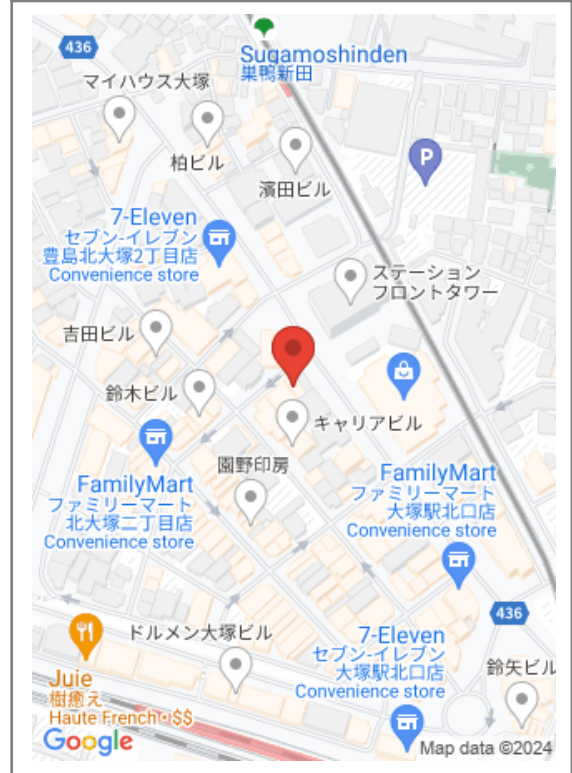 436
Sugamoshinden
巣鴨新田
マイハウス大塚
柏ビル
P
濱田ビル
7-Eleven
セブン-イレブン
豊島北大塚2丁目店
Convenience store
ステーション
フロントタワー
吉田ビル
鈴木ビル
キャリアビル
園野印房
FamilyMart
ファミリーマート
北大塚二丁目店
Convenience store
FamilyMart
ファミリーマート
大塚駅北口店
Convenience store
436
ドルメン大塚ビル
7-Eleven
セブン-イレブン
大塚駅北口店
Convenience store
鈴矢ビル
Juie
樹癒え
Haute French • $$
Google
Map data ©2024